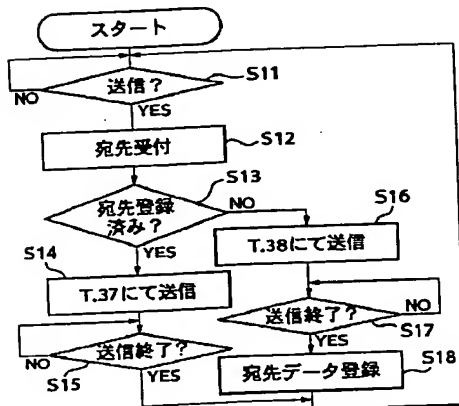 スタート
送信?
S11
NO
YES
宛先受付
S12
宛先登録
済み?
S13
NO
YES
S14
T.37にて送信
S16
T.38にて送信
送信終了?
NO
S15
YES
送信終了?
NO
S17
YES
宛先データ登録
S18